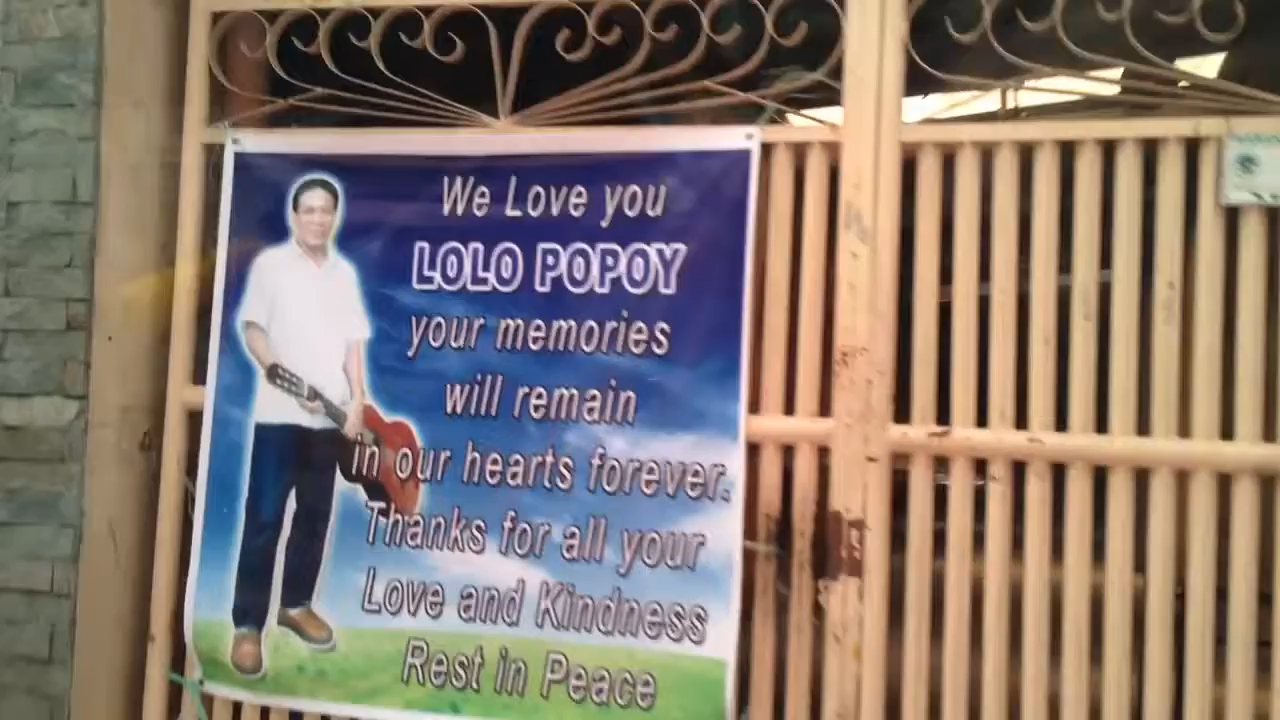 We Love you
LOLO POPOY
your memories
will remain
in our hearts forever.
Thanks for all your
Love and Kindness
Rest in Peace